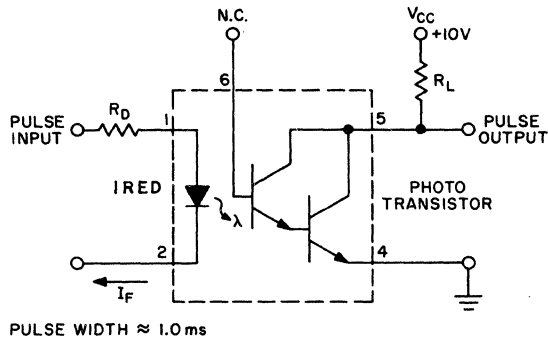 N.C.
VCC
+10V
6
RL
RD
1
5
PULSE
INPUT
PULSE
OUTPUT
IRED
λ
PHOTO
TRANSISTOR
2
4
IF
PULSE WIDTH ≈ 1.0 ms